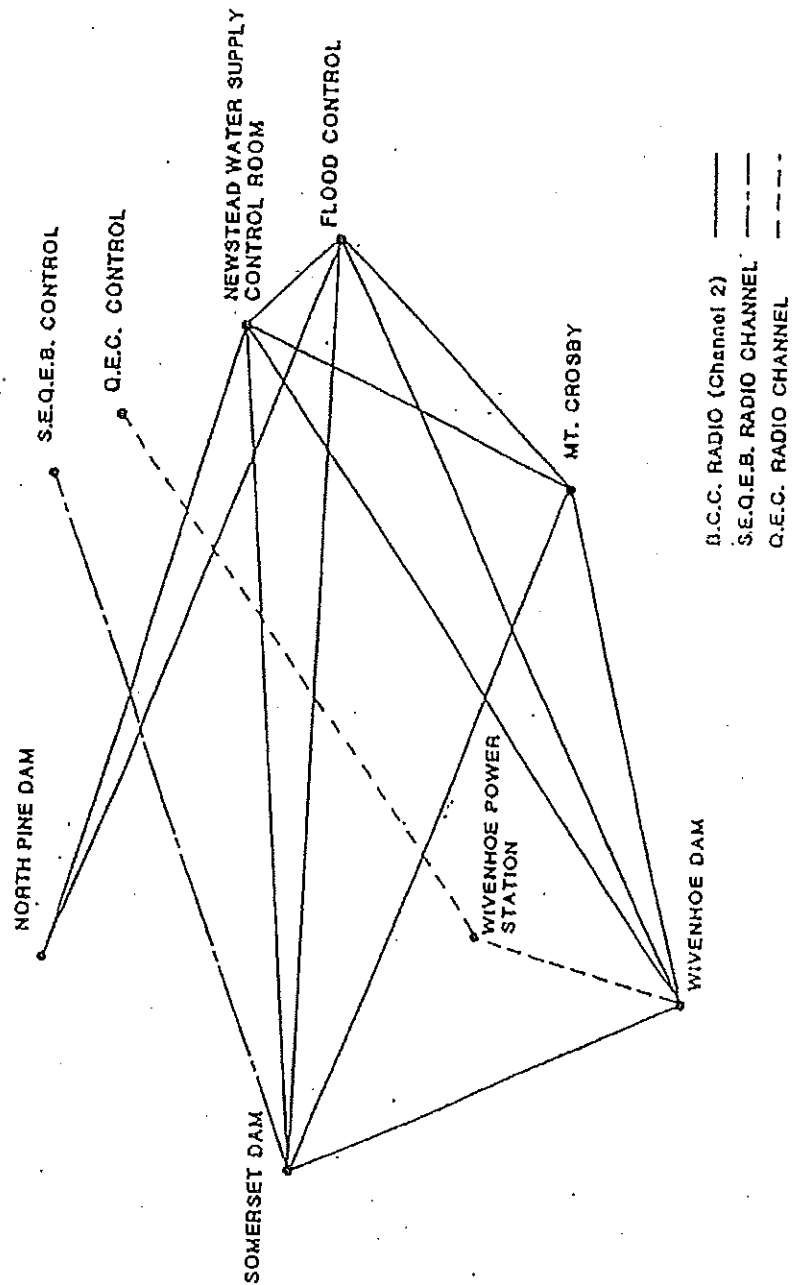 NORTH PINE DAM
S.E.Q.E.B. CONTROL
Q.E.C. CONTROL
NEWSTEAD WATER SUPPLY
CONTROL ROOM
FLOOD CONTROL
SOMERSET DAM
WIVENHOE POWER
STATION
MT. CROSBY
WIVENHOE DAM
B.C.C. RADIO (Channel 2)
S.E.Q.E.B. RADIO CHANNEL
Q.E.C. RADIO CHANNEL